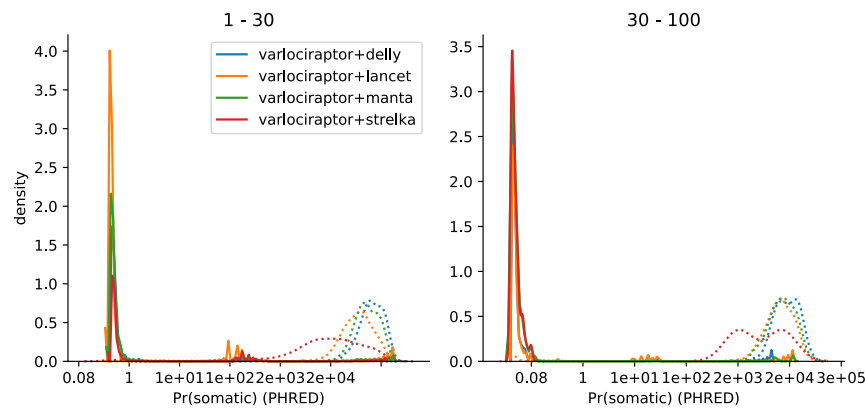 1 - 30
30 - 100
4.0
3.5
3.0
2.5
2.0
1.5
1.0
0.5
0.0
density
varlociraptor+delly
varlociraptor+lancet
varlociraptor+manta
varlociraptor+strelka
0.08
1
1e+01
1e+02
2e+03
2e+04
Pr(somatic) (PHRED)
3.5
3.0
2.5
2.0
1.5
1.0
0.5
0.0
0.08
1
1e+01
1e+02
2e+03
2e+04
3e+05
Pr(somatic) (PHRED)